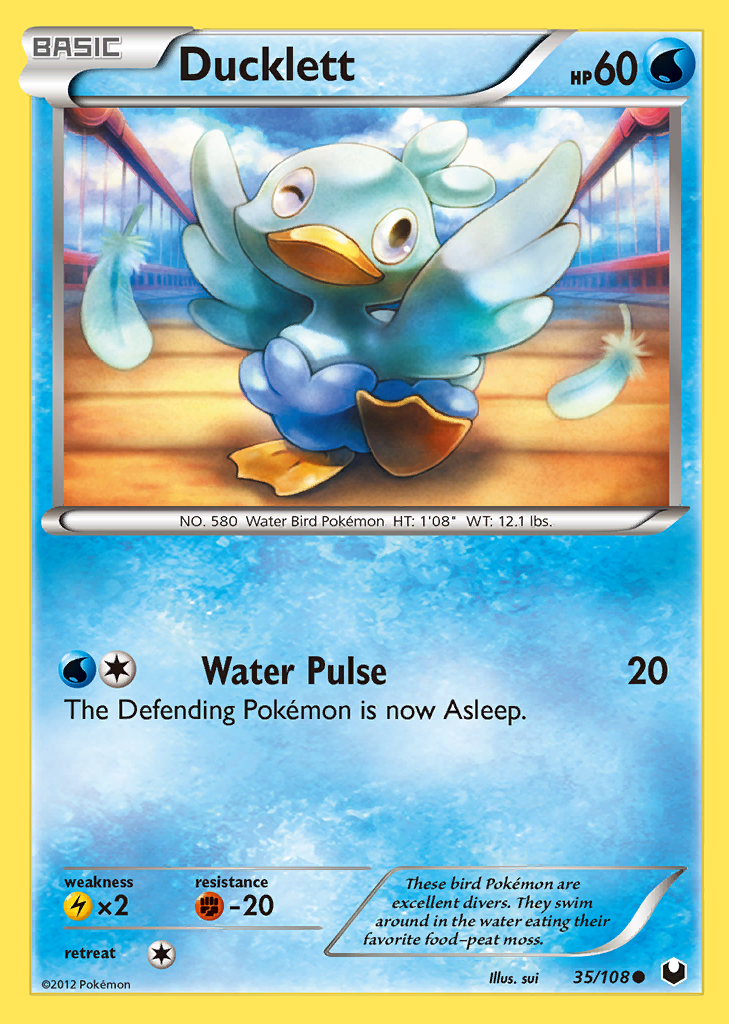 BASIC
Ducklett
HP60
NO. 580 Water Bird Pokémon HT: 1'08" WT: 12.1 lbs.
Water Pulse 20
The Defending Pokémon is now Asleep.
weakness resistance
×2 -20
These bird Pokémon are
excellent divers. They swim
around in the water eating their
favorite food–peat moss.
retreat
Illus. sui 35/108
©2012 Pokémon